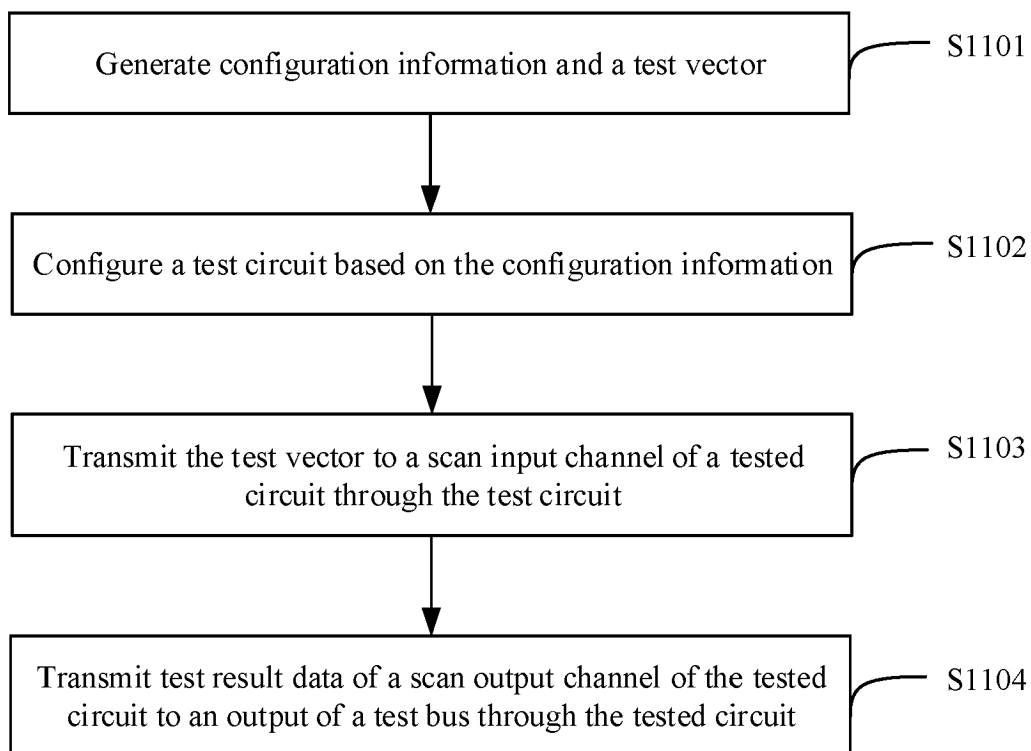 Generate configuration information and a test vector
S1101
Configure a test circuit based on the configuration information
S1102
Transmit the test vector to a scan input channel of a tested
circuit through the test circuit
S1103
Transmit test result data of a scan output channel of the tested
circuit to an output of a test bus through the tested circuit
S1104